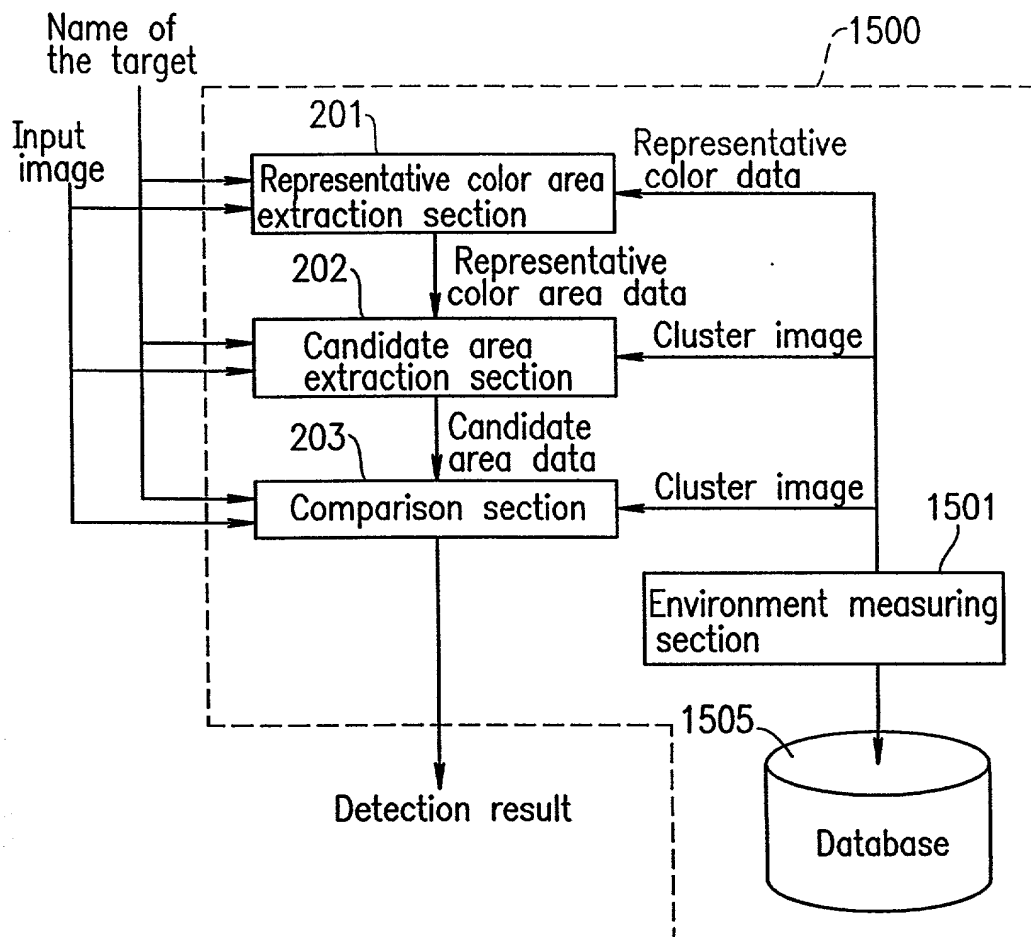 Name of
the target
1500
Input
image
201
Representative
color data
Representative color area
extraction section
202
Representative
color area data
Candidate area
extraction section
Cluster image
203
Candidate
area data
Comparison section
Cluster image
1501
Environment measuring
section
1505
Detection result
Database